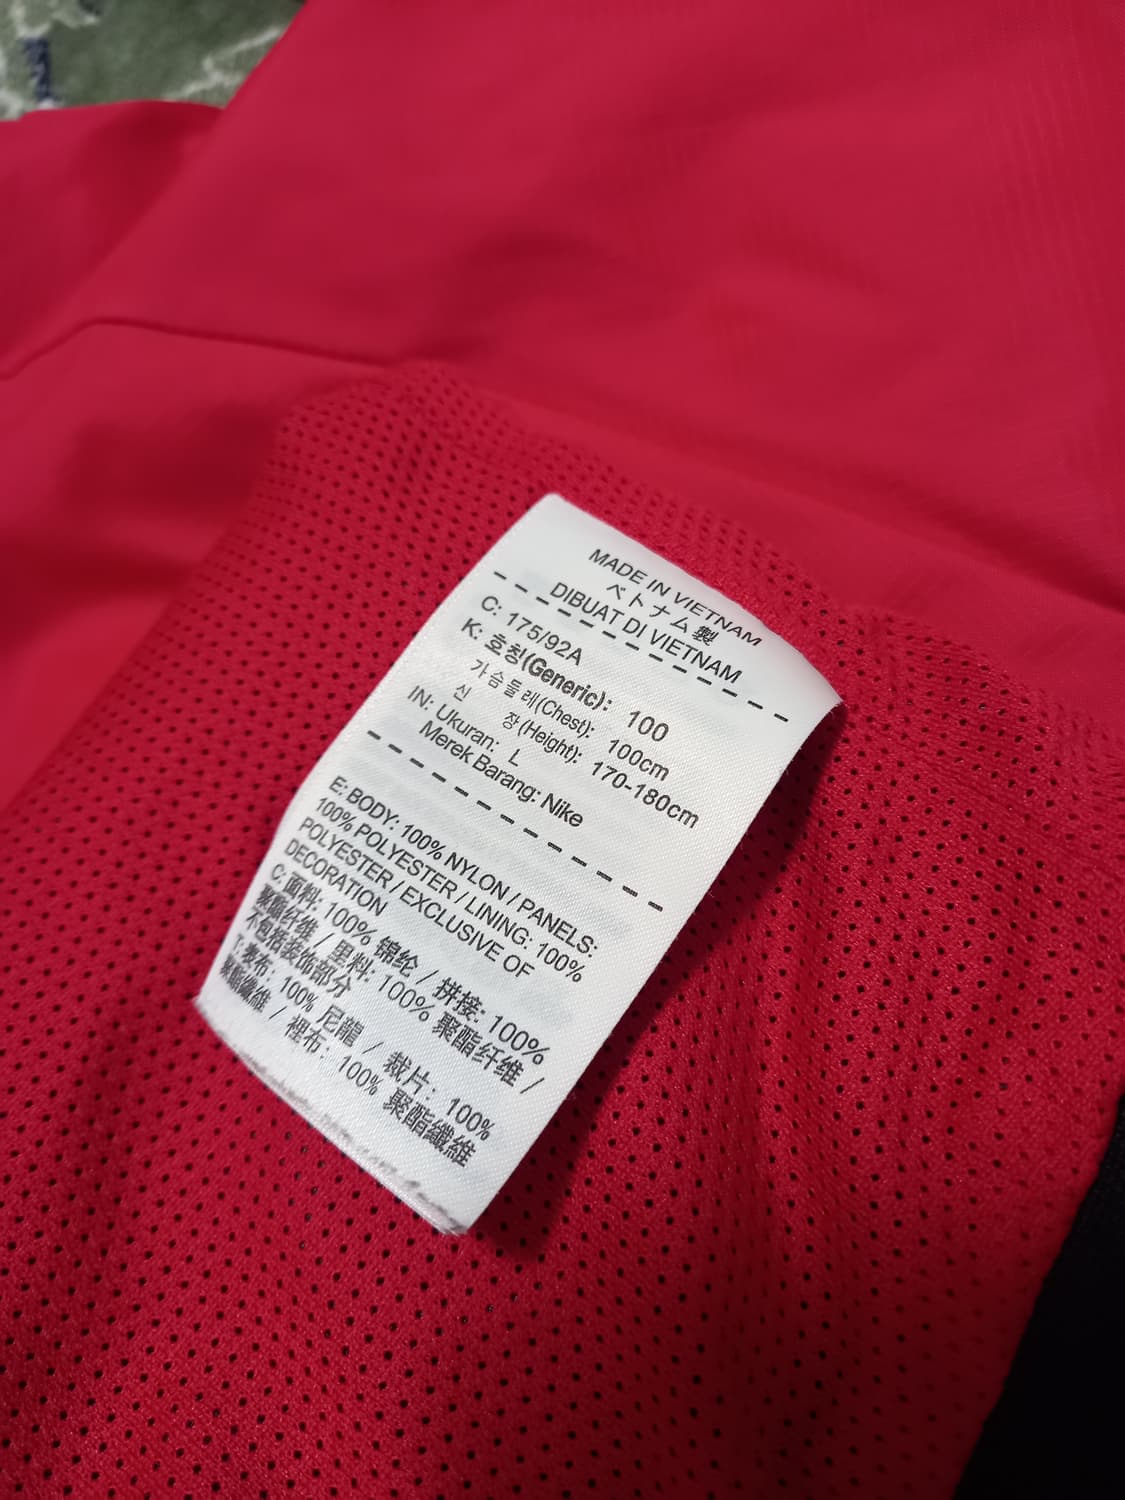 MADE IN VIETNAM
ベトナム製
DIBUAT DI VIETNAM
C: 175/92A
K: 호칭(Generic): 100
가슴둘레(Chest): 100cm
신 장(Height): 170-180cm
IN: Ukuran: L
Merek Barang: Nike
E: BODY: 100% NYLON / PANELS:
100% POLYESTER / LINING: 100%
POLYESTER / EXCLUSIVE OF
DECORATION
C: 面料: 100% 锦纶 / 拼接: 100%
聚酯纤维 / 里料: 100% 聚酯纤维 /
不包括装饰部分
T: 表布: 100% 尼龍 / 裁片: 100%
聚酯纖維 / 裡布: 100% 聚酯纖維